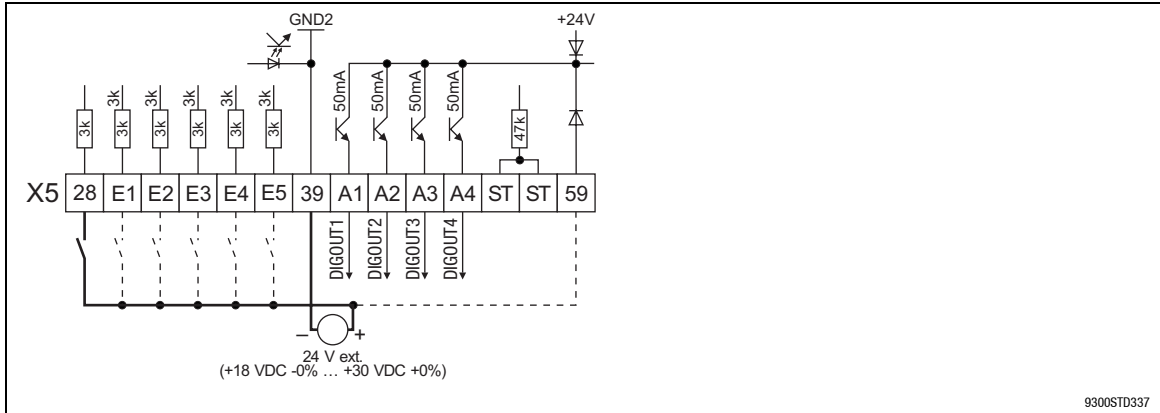 GND2
+24V
50mA
50mA
50mA
50mA
3k
3k
3k
3k
3k
3k
3k
3k
3k
3k
3k
47k
X5 28 E1 E2 E3 E4 E5 39 A1 A2 A3 A4 ST ST 59
DIGOUT1
DIGOUT2
DIGOUT3
DIGOUT4
– +
24 V ext.
(+18 VDC -0% … +30 VDC +0%)
9300STD337